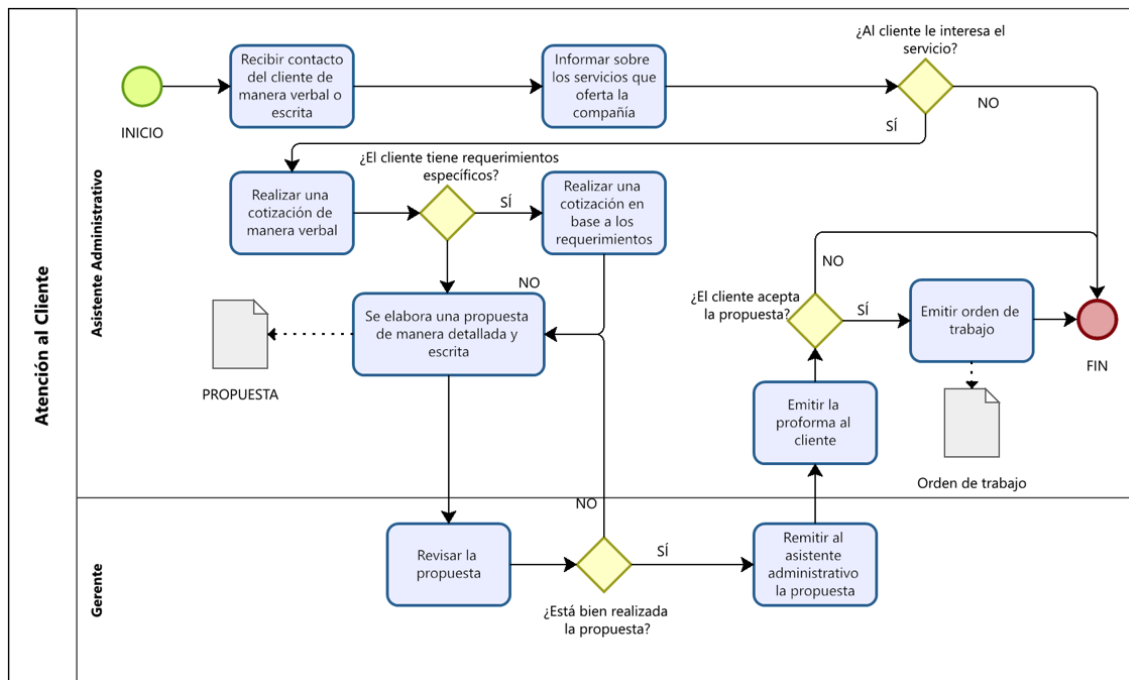 Atención al Cliente
Asistente Administrativo
INICIO
Recibir contacto
del cliente de
manera verbal o
escrita
Informar sobre
los servicios que
oferta la
compañía
¿Al cliente le interesa el
servicio?
NO
SÍ
Realizar una
cotización de
manera verbal
¿El cliente tiene requerimientos
específicos?
SÍ
Realizar una
cotización en
base a los
requerimientos
NO
Se elabora una propuesta
de manera detallada y
escrita
PROPUESTA
¿El cliente acepta
la propuesta?
NO
SÍ
Emitir orden de
trabajo
FIN
Orden de trabajo
Emitir la
proforma al
cliente
Gerente
Revisar la
propuesta
NO
SÍ
¿Está bien realizada
la propuesta?
Remitir al
asistente
administrativo
la propuesta